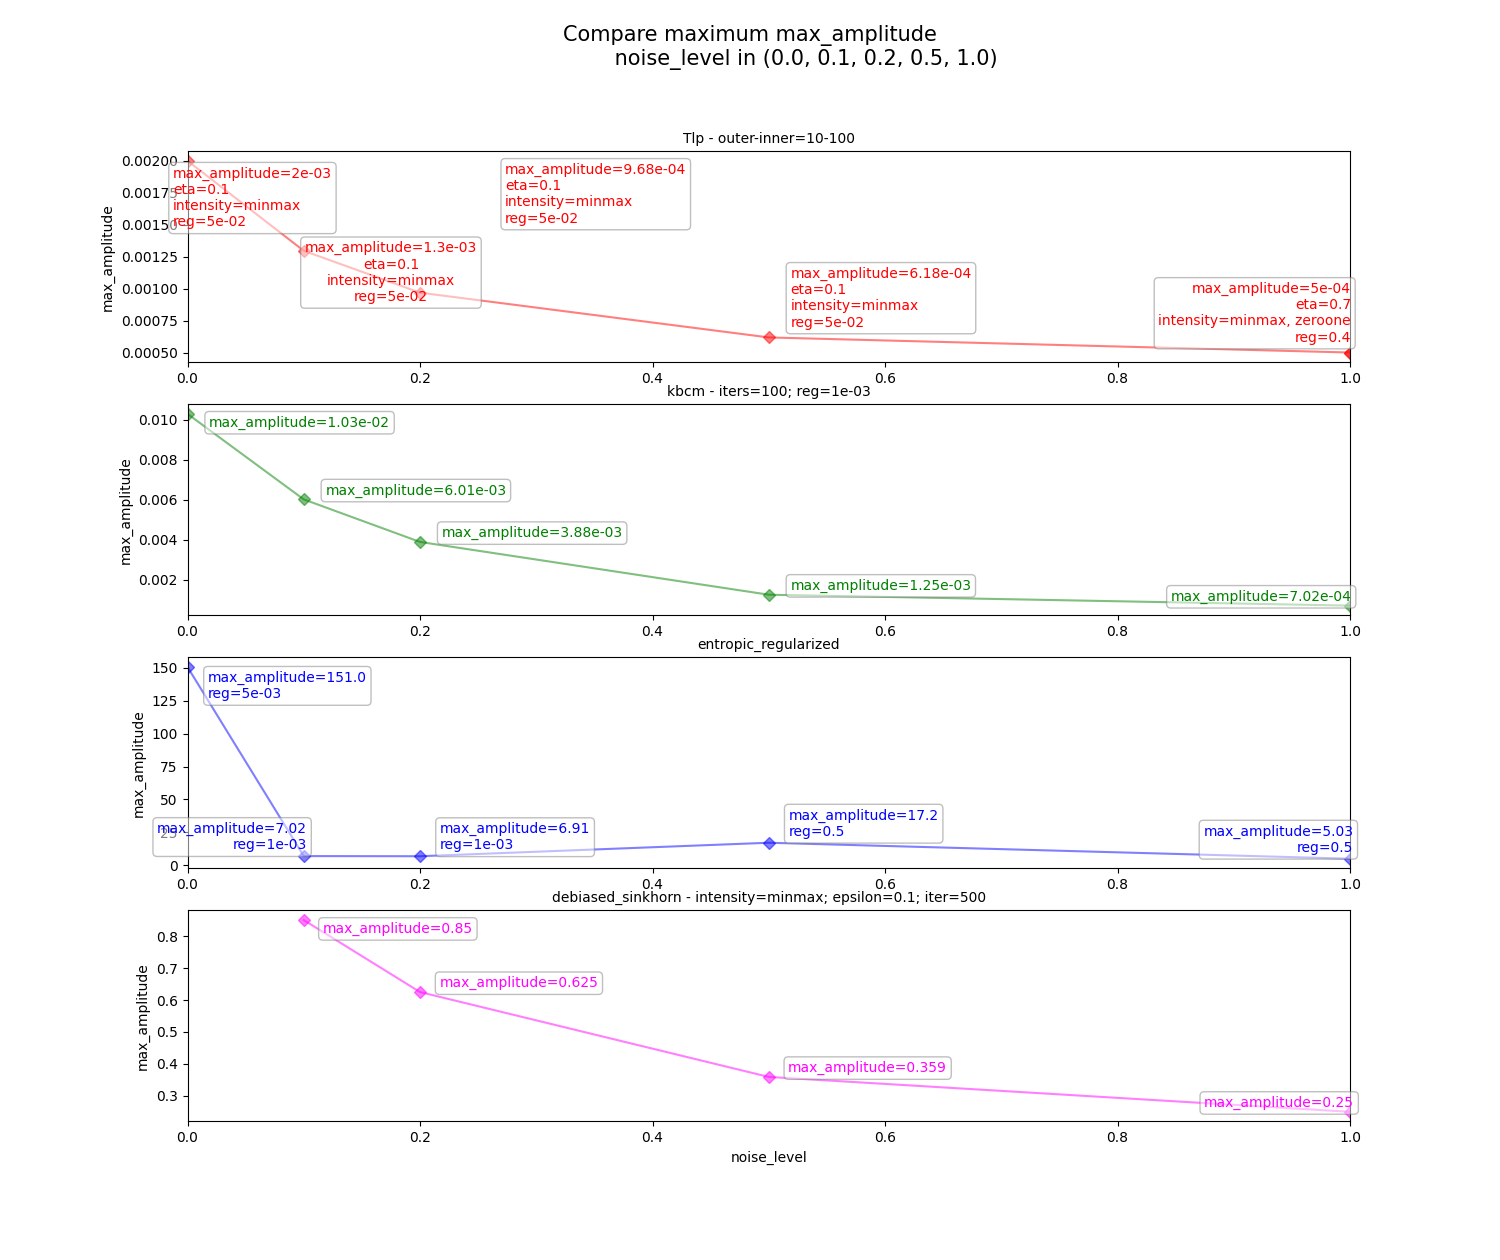 Compare maximum max_amplitude
noise_level in (0.0, 0.1, 0.2, 0.5, 1.0)
Tlp - outer-inner=10-100
max_amplitude
0.00200
0.00175
0.00150
0.00125
0.00100
0.00075
0.00050
max_amplitude=2e-03
eta=0.1
intensity=minmax
reg=5e-02
max_amplitude=1.3e-03
eta=0.1
intensity=minmax
reg=5e-02
max_amplitude=9.68e-04
eta=0.1
intensity=minmax
reg=5e-02
max_amplitude=6.18e-04
eta=0.1
intensity=minmax
reg=5e-02
max_amplitude=5e-04
eta=0.7
intensity=minmax, zeroone
reg=0.4
0.0 0.2 0.4 0.6 0.8 1.0
kbcm - iters=100; reg=1e-03
max_amplitude
0.010
0.008
0.006
0.004
0.002
max_amplitude=1.03e-02
max_amplitude=6.01e-03
max_amplitude=3.88e-03
max_amplitude=1.25e-03
max_amplitude=7.02e-04
0.0 0.2 0.4 0.6 0.8 1.0
entropic_regularized
max_amplitude
150
125
100
75
50
25
0
max_amplitude=151.0
reg=5e-03
max_amplitude=7.02
reg=1e-03
max_amplitude=6.91
reg=1e-03
max_amplitude=17.2
reg=0.5
max_amplitude=5.03
reg=0.5
0.0 0.2 0.4 0.6 0.8 1.0
debiased_sinkhorn - intensity=minmax; epsilon=0.1; iter=500
max_amplitude
0.8
0.7
0.6
0.5
0.4
0.3
max_amplitude=0.85
max_amplitude=0.625
max_amplitude=0.359
max_amplitude=0.25
0.0 0.2 0.4 0.6 0.8 1.0
noise_level